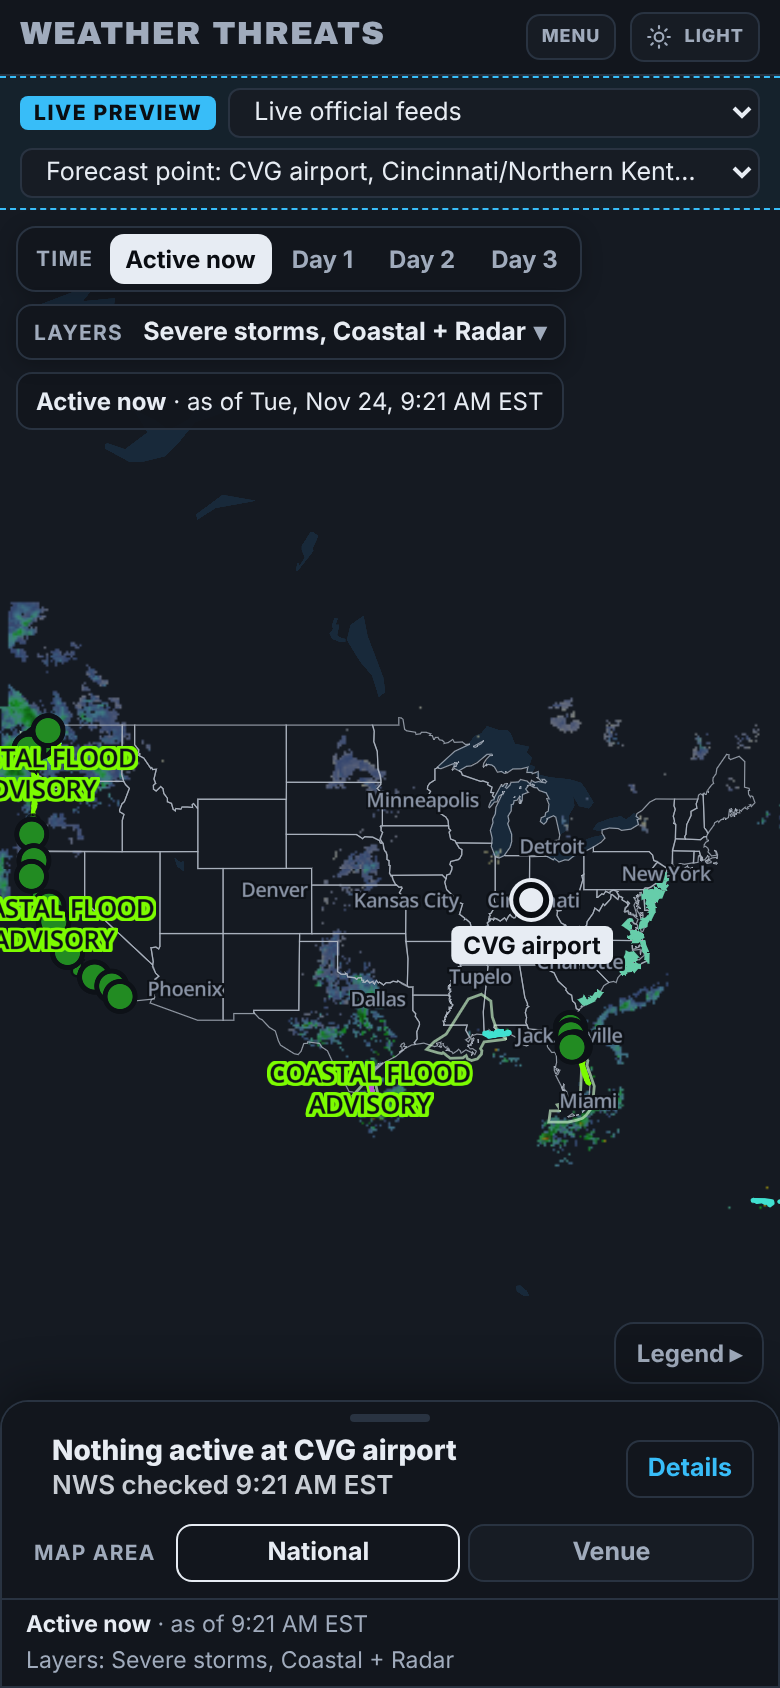 WEATHER THREATS
MENU
LIGHT
LIVE PREVIEW
Live official feeds
Forecast point: CVG airport, Cincinnati/Northern Kent...
TIME
Active now
Day 1
Day 2
Day 3
LAYERS
Severe storms, Coastal + Radar ▾
Active now · as of Tue, Nov 24, 9:21 AM EST
TAL FLOOD
DVISORY
Minneapolis
Detroit
New York
Denver
Kansas City
ASTAL FLOOD
ADVISORY
CVG airport
Tupelo
Phoenix
Dallas
COASTAL FLOOD
ADVISORY
Miami
Legend ▸
Nothing active at CVG airport
NWS checked 9:21 AM EST
Details
MAP AREA
National
Venue
Active now · as of 9:21 AM EST
Layers: Severe storms, Coastal + Radar